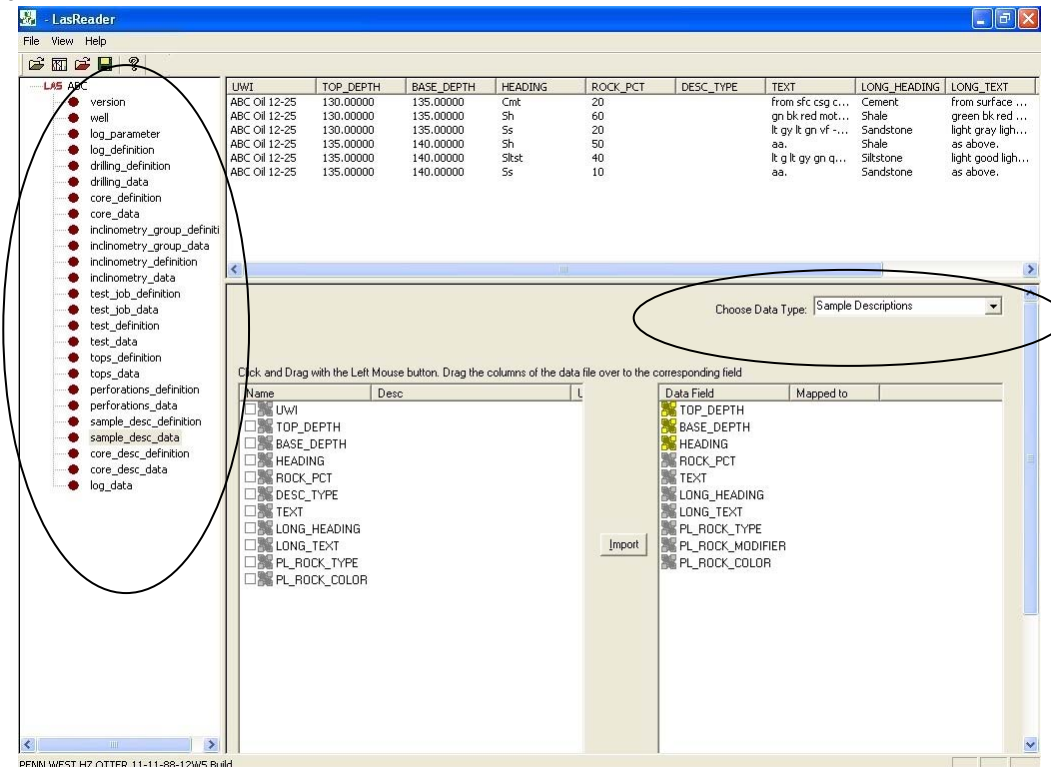 - LasReader
File View Help
LAS ABC
version
well
log_parameter
log_definition
drilling_definition
drilling_data
core_definition
core_data
inclinometry_group_definiti
inclinometry_group_data
inclinometry_definition
inclinometry_data
test_job_definition
test_job_data
test_definition
test_data
tops_definition
tops_data
perforations_definition
perforations_data
sample_desc_definition
sample_desc_data
core_desc_definition
core_desc_data
log_data
UWI TOP_DEPTH BASE_DEPTH HEADING ROCK_PCT DESC_TYPE TEXT LONG_HEADING LONG_TEXT
ABC Oil 12-25 130.00000 135.00000 Cmt 20 from sfc csg c... Cement from surface ...
ABC Oil 12-25 130.00000 135.00000 Sh 60 gn bk red mot... Shale green bk red ...
ABC Oil 12-25 130.00000 135.00000 Ss 20 lt gy lt gn vf -... Sandstone light gray ligh...
ABC Oil 12-25 135.00000 140.00000 Sh 50 aa. Shale as above.
ABC Oil 12-25 135.00000 140.00000 Sltst 40 lt g lt gy gn q... Siltstone light good ligh...
ABC Oil 12-25 135.00000 140.00000 Ss 10 aa. Sandstone as above.
Choose Data Type: Sample Descriptions
Click and Drag with the Left Mouse button. Drag the columns of the data file over to the corresponding field
Name Desc U
UWI
TOP_DEPTH
BASE_DEPTH
HEADING
ROCK_PCT
DESC_TYPE
TEXT
LONG_HEADING
LONG_TEXT
PL_ROCK_TYPE
PL_ROCK_COLOR
Import
Data Field Mapped to
TOP_DEPTH
BASE_DEPTH
HEADING
ROCK_PCT
TEXT
LONG_HEADING
LONG_TEXT
PL_ROCK_TYPE
PL_ROCK_MODIFIER
PL_ROCK_COLOR
PENN WEST HZ OTTER 11-11-88-12W5 Build